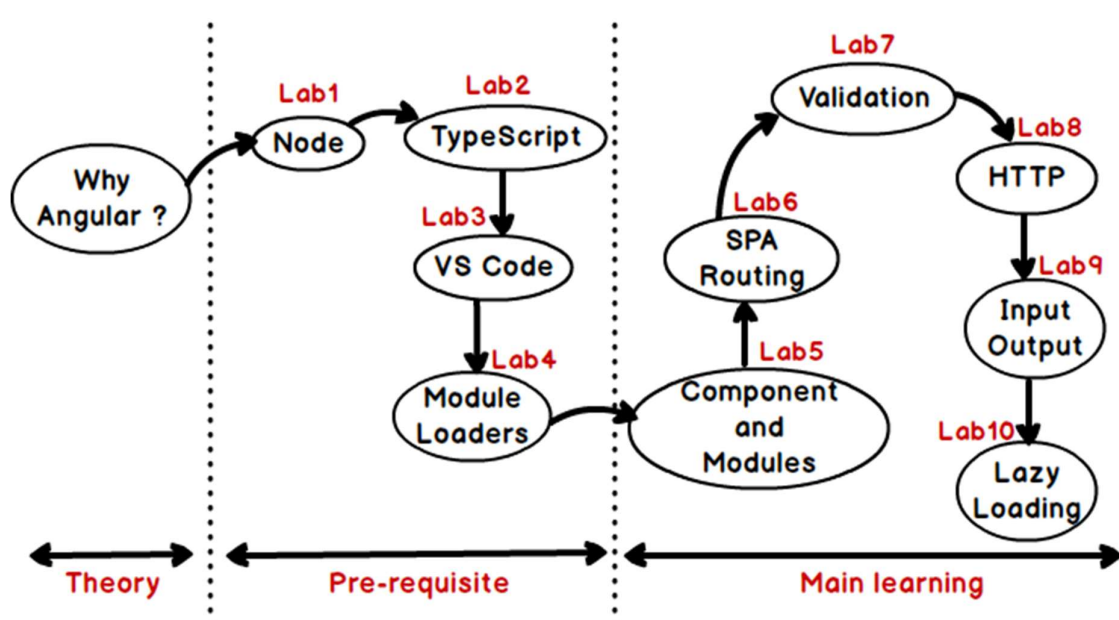 Why
Angular ?
Lab1
Node
Lab2
TypeScript
Lab3
VS Code
Lab4
Module
Loaders
Lab5
Component
and
Modules
Lab6
SPA
Routing
Lab7
Validation
Lab8
HTTP
Lab9
Input
Output
Lab10
Lazy
Loading
Theory
Pre-requisite
Main learning